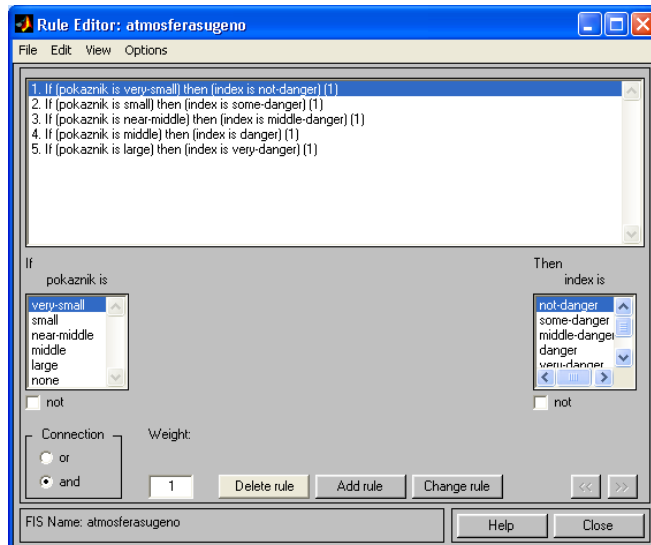 Rule Editor: atmosferasugeno
File Edit View Options
1. If (pokaznik is very-small) then (index is not-danger) (1)
2. If (pokaznik is small) then (index is some-danger) (1)
3. If (pokaznik is near-middle) then (index is middle-danger) (1)
4. If (pokaznik is middle) then (index is danger) (1)
5. If (pokaznik is large) then (index is very-danger) (1)
If
pokaznik is
Then
index is
very-small
small
near-middle
middle
large
none
not-danger
some-danger
middle-danger
danger
very-danger
not
not
Connection
or
and
Weight:
1
Delete rule
Add rule
Change rule
<<
>>
FIS Name: atmosferasugeno
Help
Close